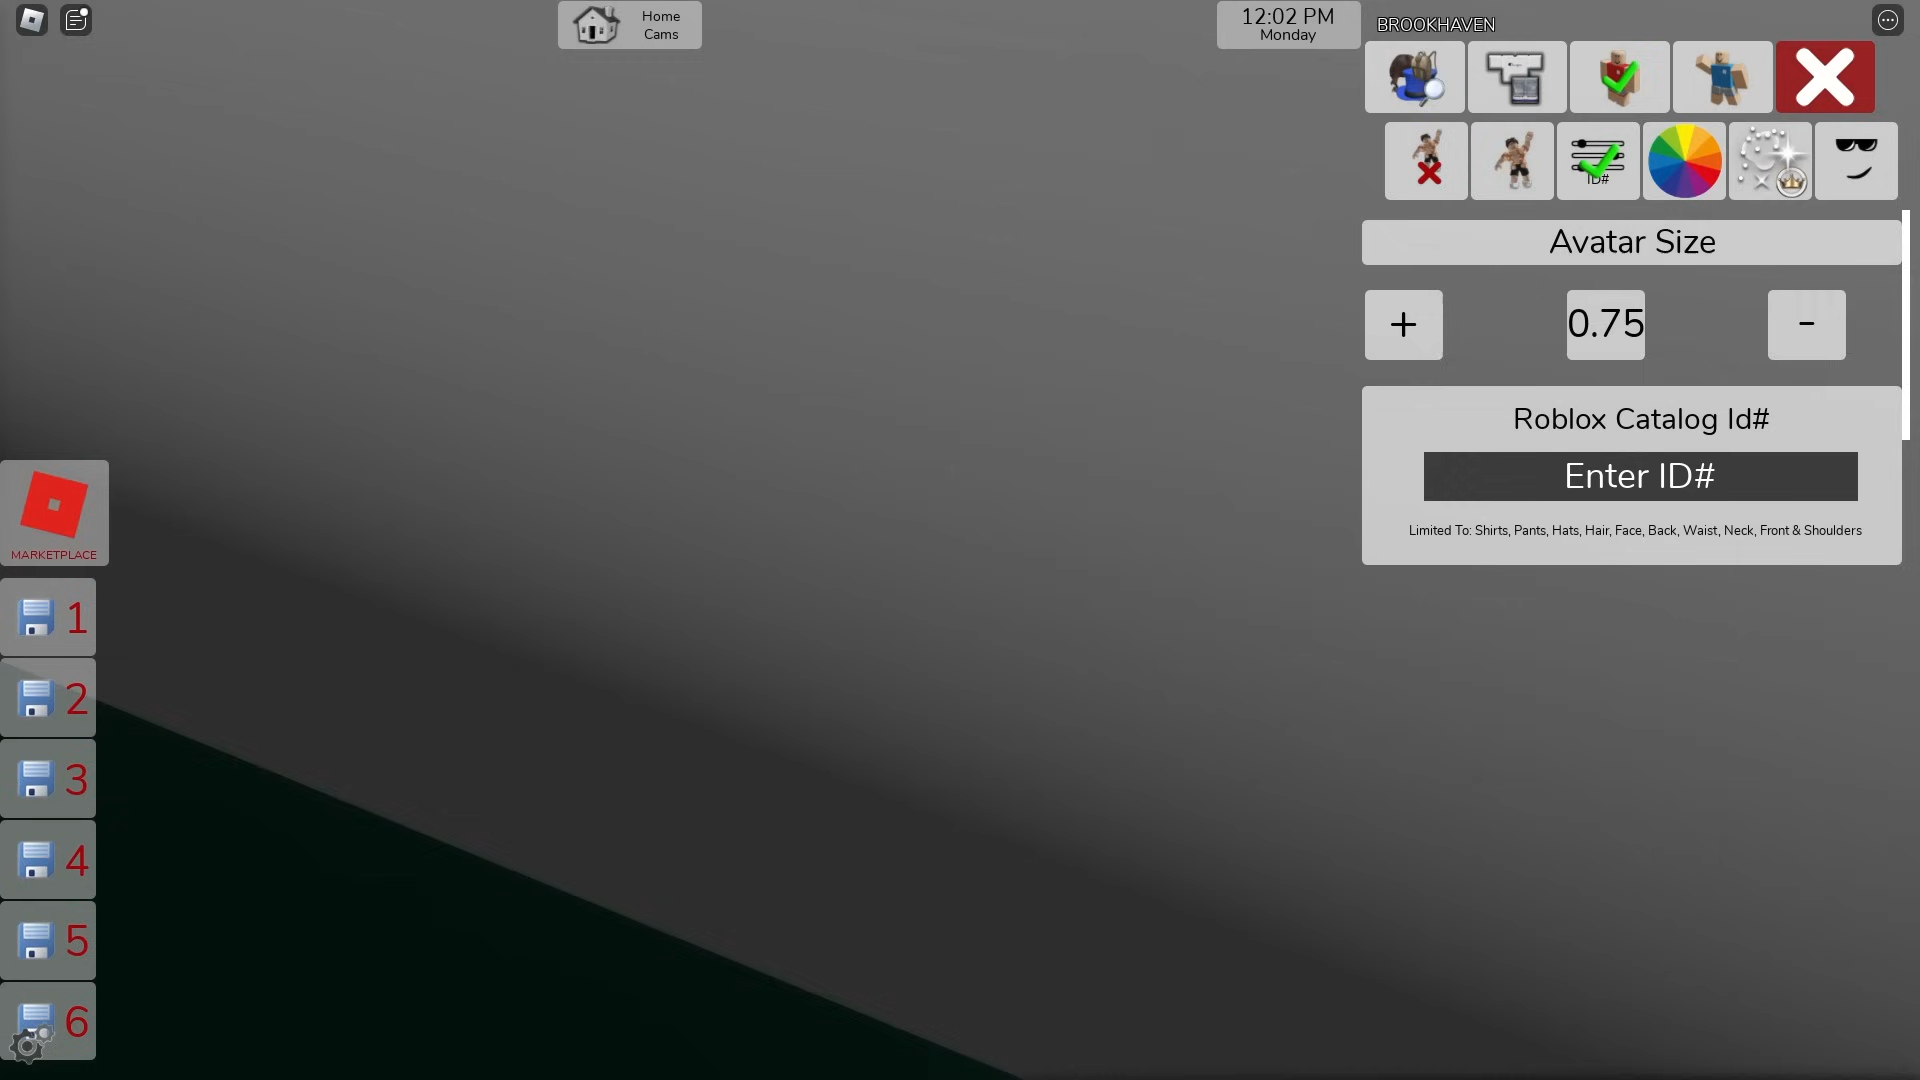 Home
Cams
12:02 PM
Monday
BROOKHAVEN
ID#
Avatar Size
+
0.75
-
Roblox Catalog Id#
Enter ID#
Limited To: Shirts, Pants, Hats, Hair, Face, Back, Waist, Neck, Front & Shoulders
MARKETPLACE
1
2
3
4
5
6